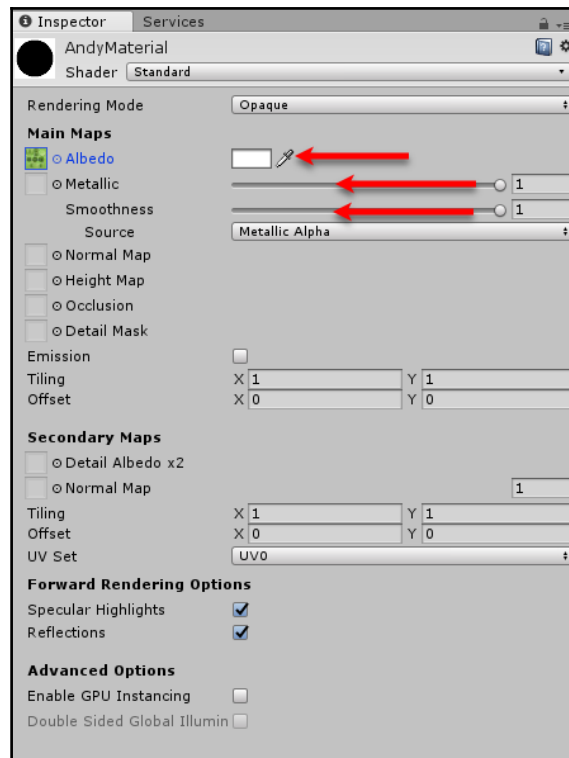 Inspector Services
AndyMaterial
Shader Standard
Rendering Mode Opaque
Main Maps
Albedo
Metallic 1
Smoothness 1
Source Metallic Alpha
Normal Map
Height Map
Occlusion
Detail Mask
Emission
Tiling X 1 Y 1
Offset X 0 Y 0
Secondary Maps
Detail Albedo x2
Normal Map 1
Tiling X 1 Y 1
Offset X 0 Y 0
UV Set UV0
Forward Rendering Options
Specular Highlights
Reflections
Advanced Options
Enable GPU Instancing
Double Sided Global Illumin